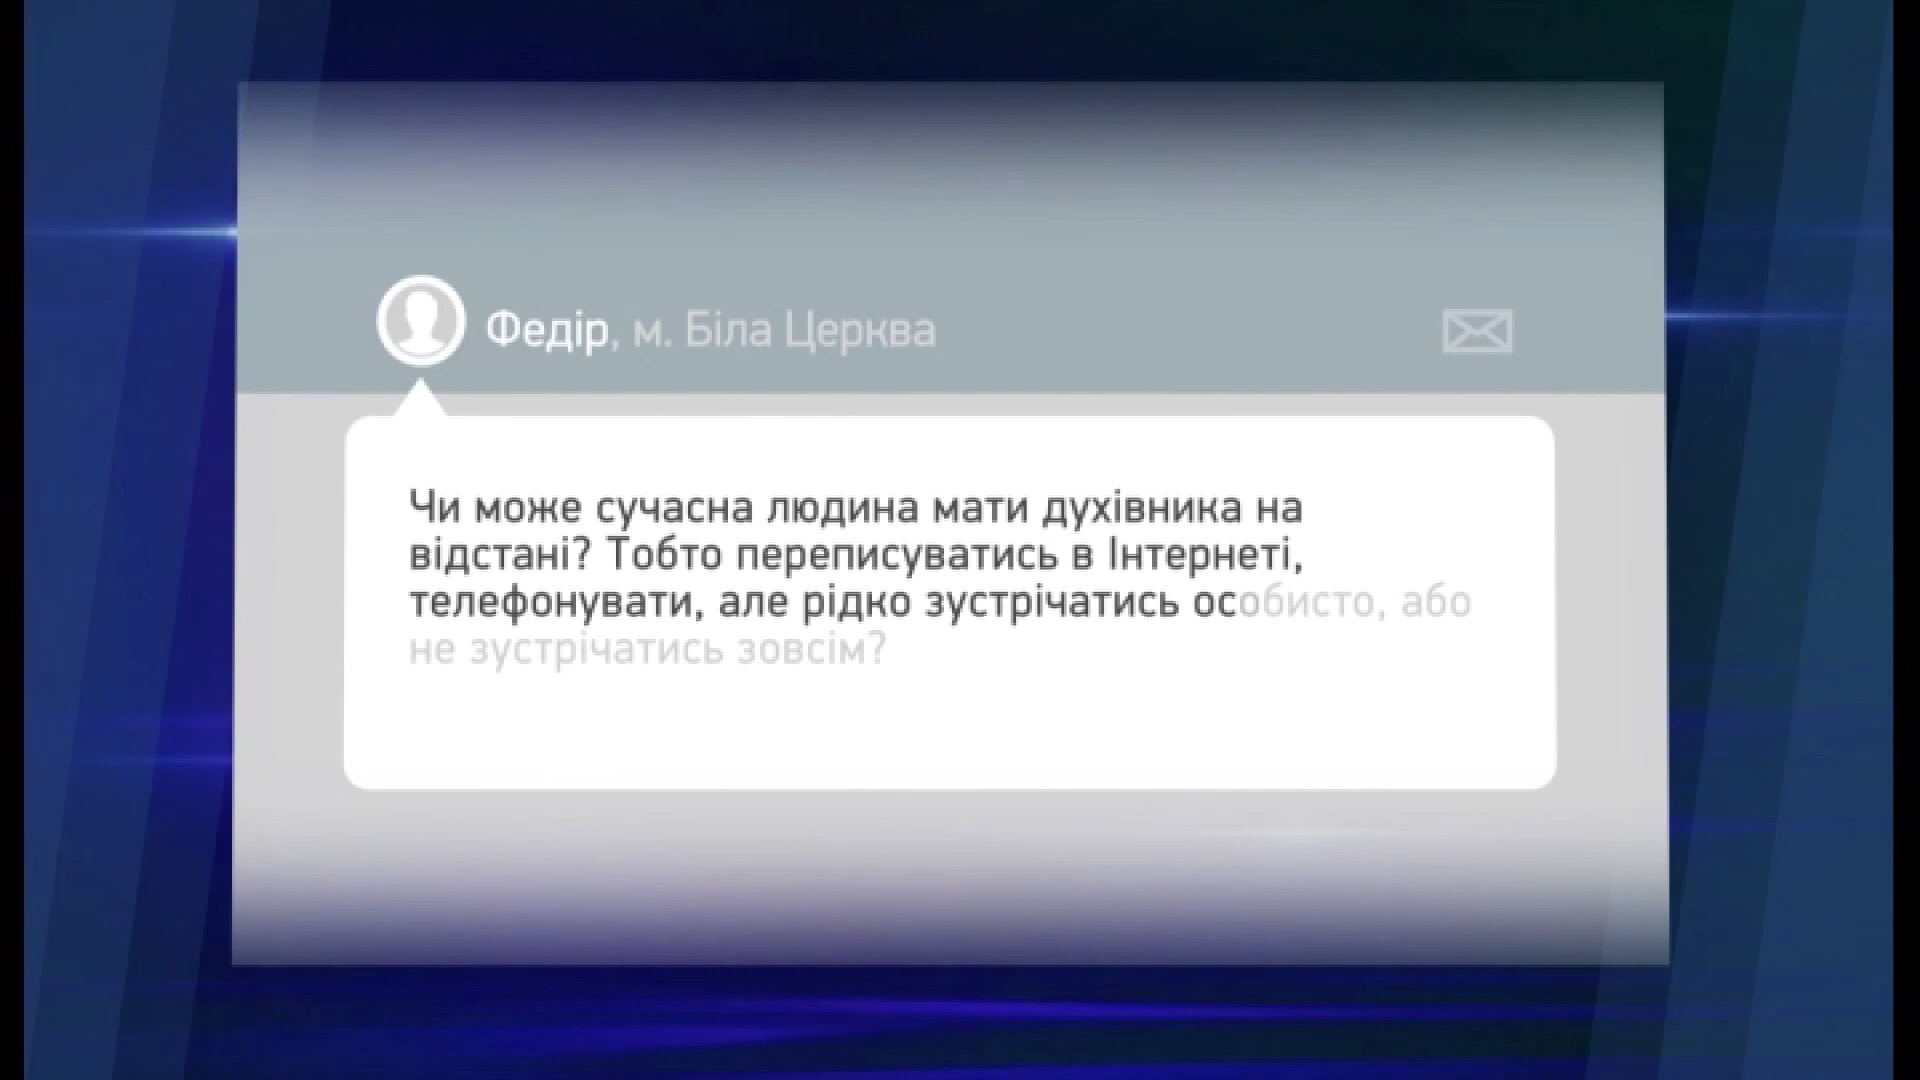 Федір, м. Біла Церква
Чи може сучасна людина мати духівника на
відстані? Тобто переписуватись в Інтернеті,
телефонувати, але рідко зустрічатись особисто, або
не зустрічатись зовсім?